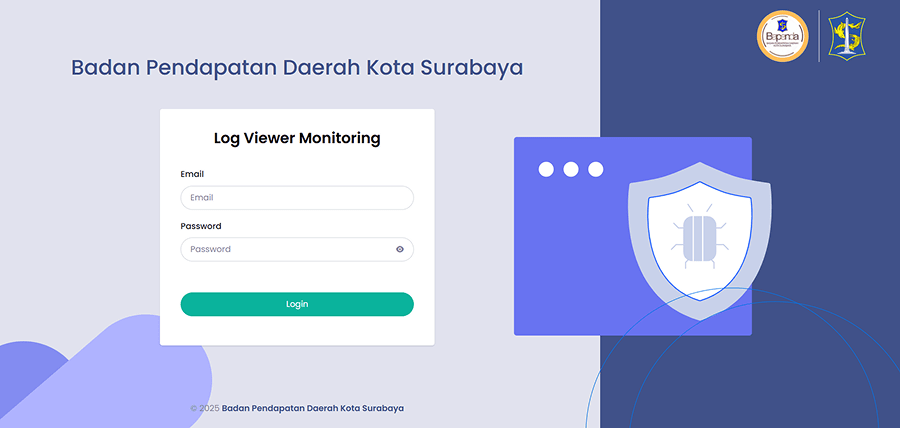 Bapenda
Badan Pendapatan Daerah Kota Surabaya
Log Viewer Monitoring
Email
Email
Password
Password
Login
© 2025 Badan Pendapatan Daerah Kota Surabaya